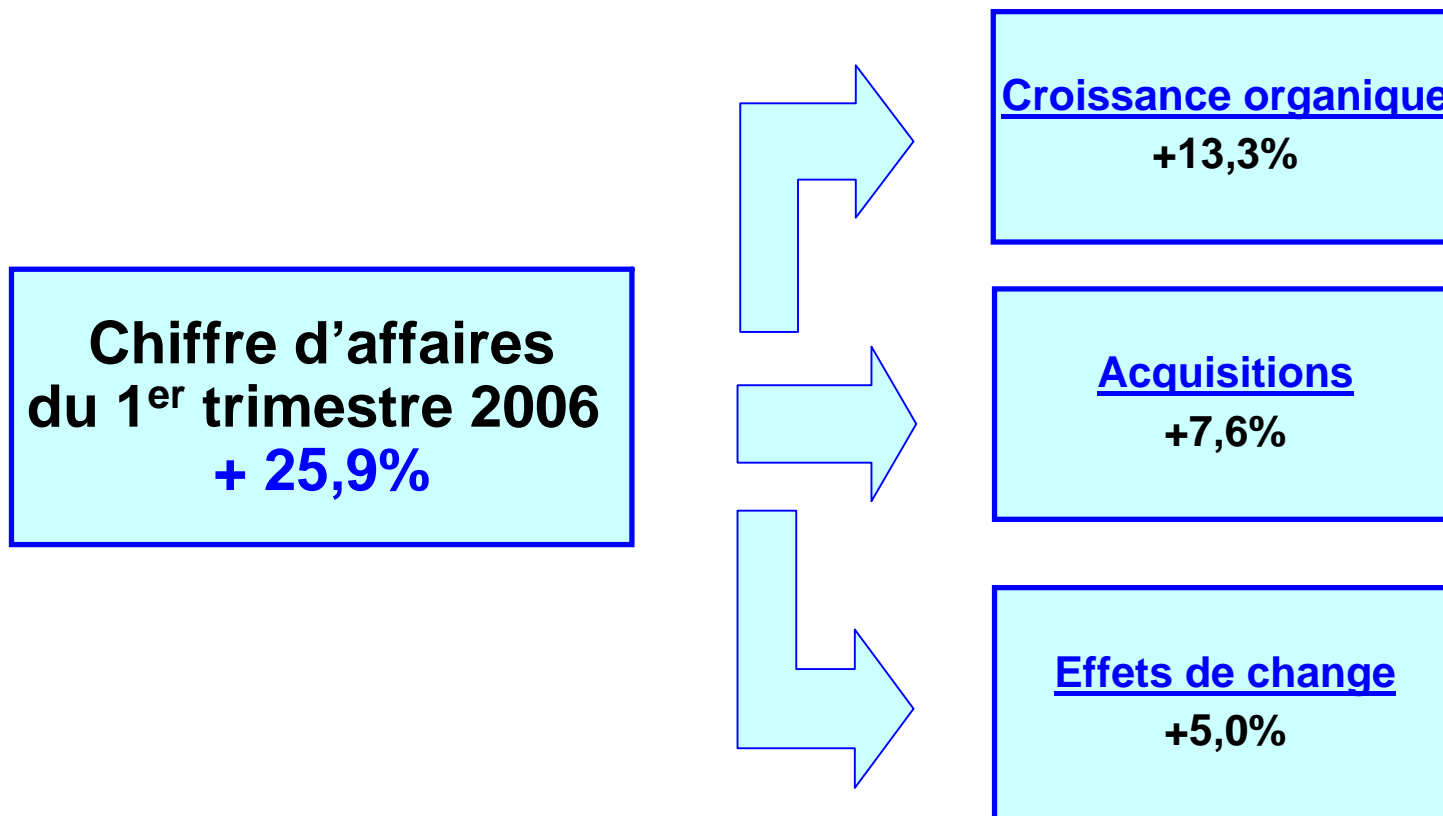 Chiffre d’affaires
du 1er trimestre 2006
+ 25,9%
Croissance organique
+13,3%
Acquisitions
+7,6%
Effets de change
+5,0%